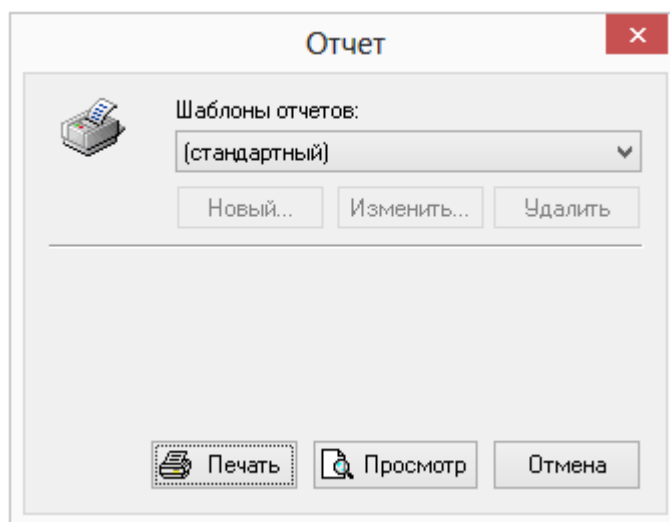 Отчет
Шаблоны отчетов:
(стандартный)
Новый... Изменить... Удалить
Печать Просмотр Отмена